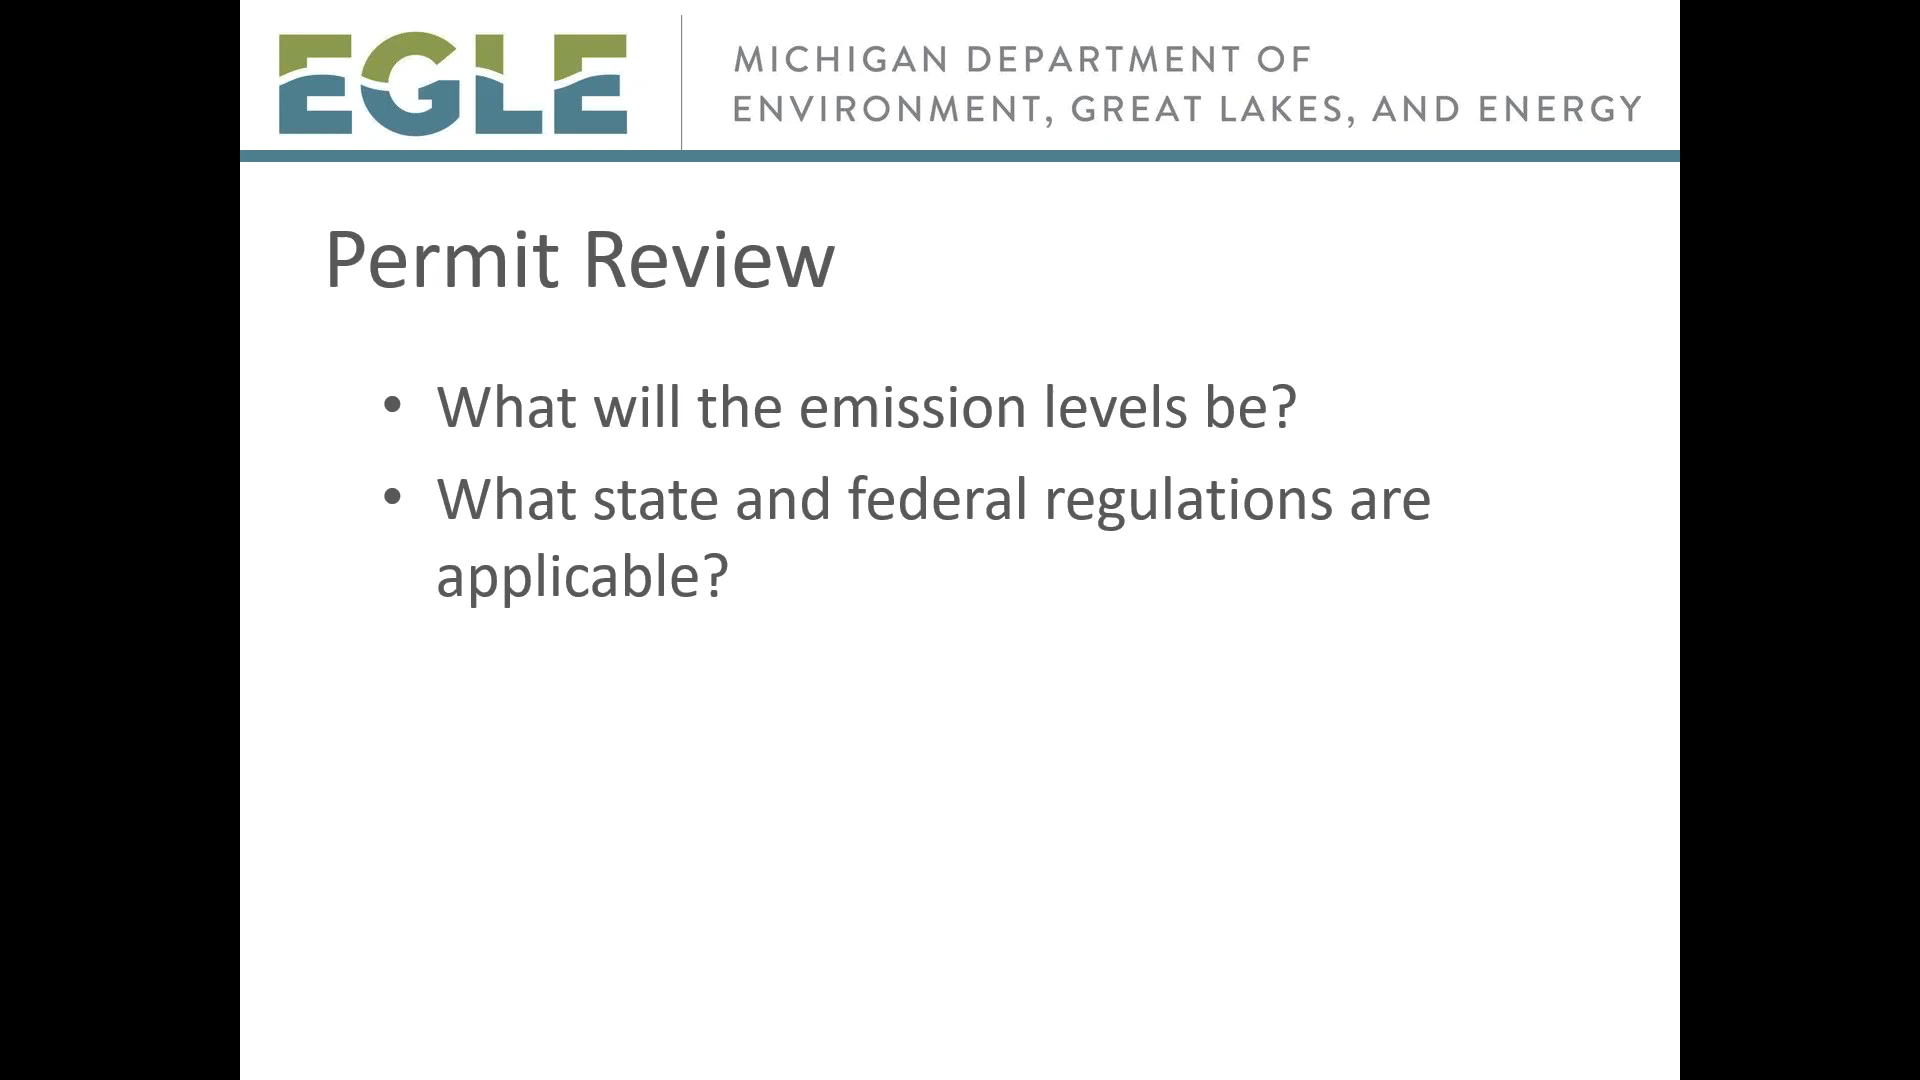 EGLE
MICHIGAN DEPARTMENT OF
ENVIRONMENT, GREAT LAKES, AND ENERGY
Permit Review
• What will the emission levels be?
• What state and federal regulations are
applicable?